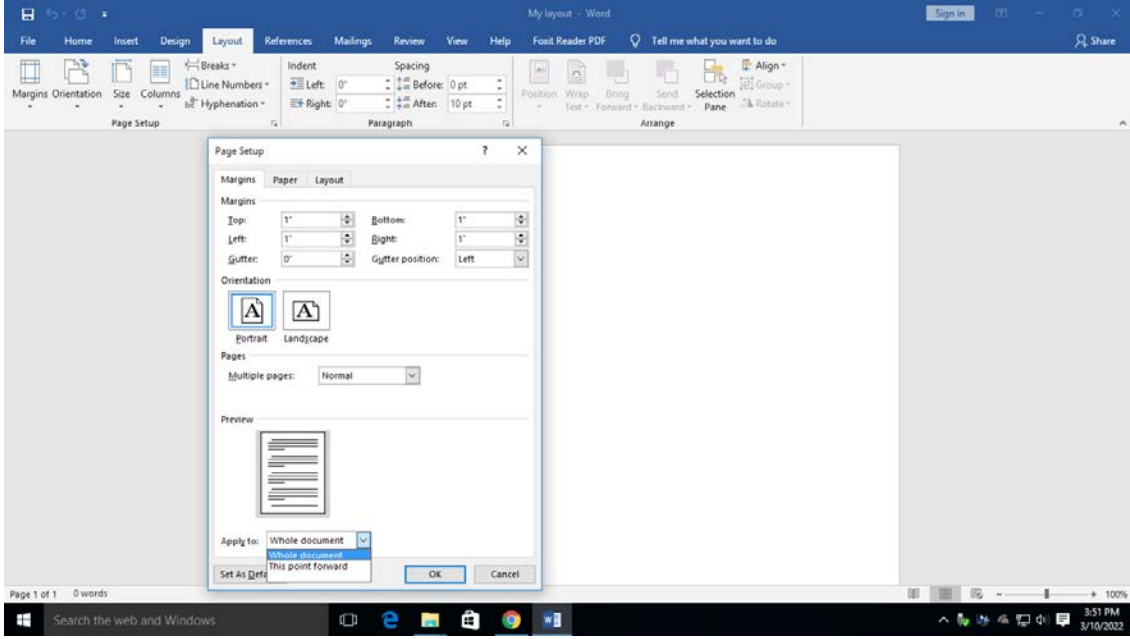 My layout - Word
Sign in
File Home Insert Design Layout References Mailings Review View Help Foxit Reader PDF Tell me what you want to do Share
Breaks Indent Spacing Align
Line Numbers Left: 0" Before: 0 pt Group
Margins Orientation Size Columns Hyphenation Right: 0" After: 10 pt Position Wrap Text Bring Forward Send Backward Selection Pane Rotate
Page Setup Paragraph Arrange
Page Setup ?
Margins Paper Layout
Margins
Top: 1" Bottom: 1"
Left: 1" Right: 1"
Gutter: 0" Gutter position: Left
Orientation
A A
Portrait Landscape
Pages
Multiple pages: Normal
Preview
Apply to: Whole document
Whole document
This point forward
Set As Defa OK Cancel
Page 1 of 1 0 words 100%
Search the web and Windows
3:51 PM
3/10/2022